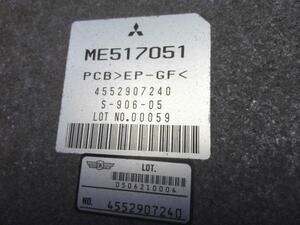 ME517051
PCB>EP-GF<
4552907240
S-906-05
LOT NO.00059
LOT.
0506210004
NO. 4552907240